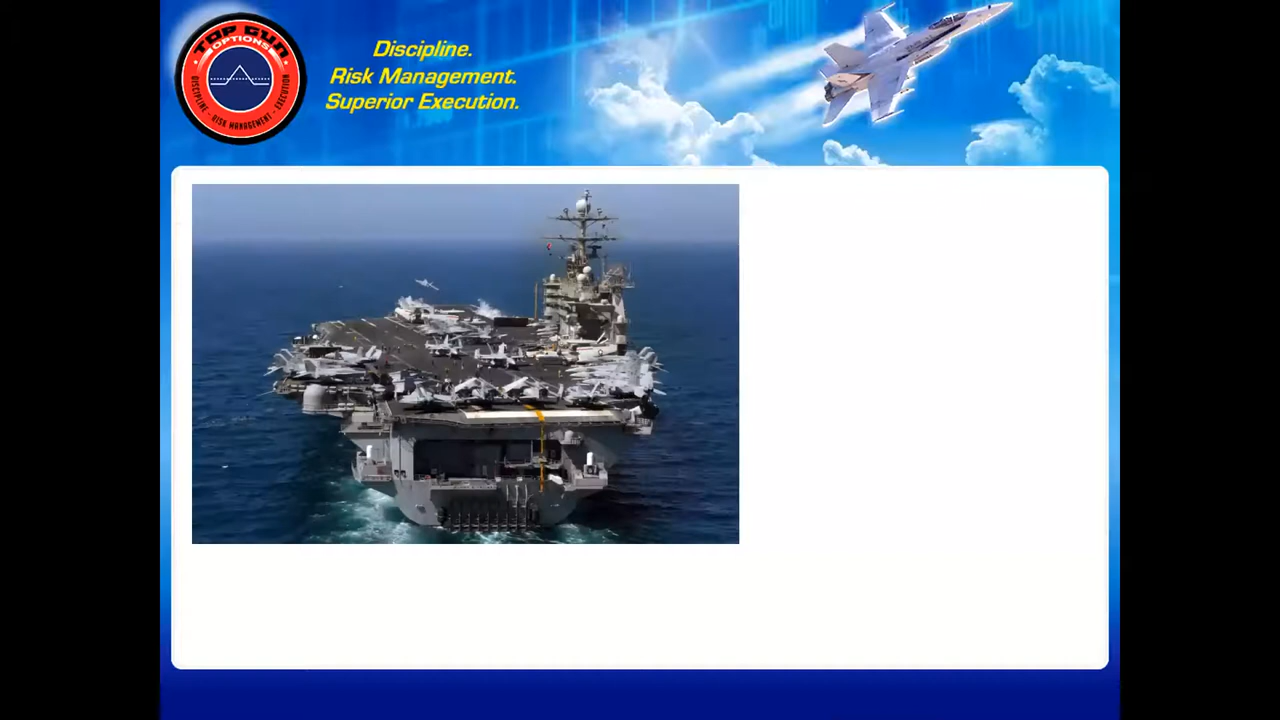 TOP GUN
OPTIONS
DISCIPLINE - RISK MANAGEMENT - EXECUTION
Discipline.
Risk Management.
Superior Execution.